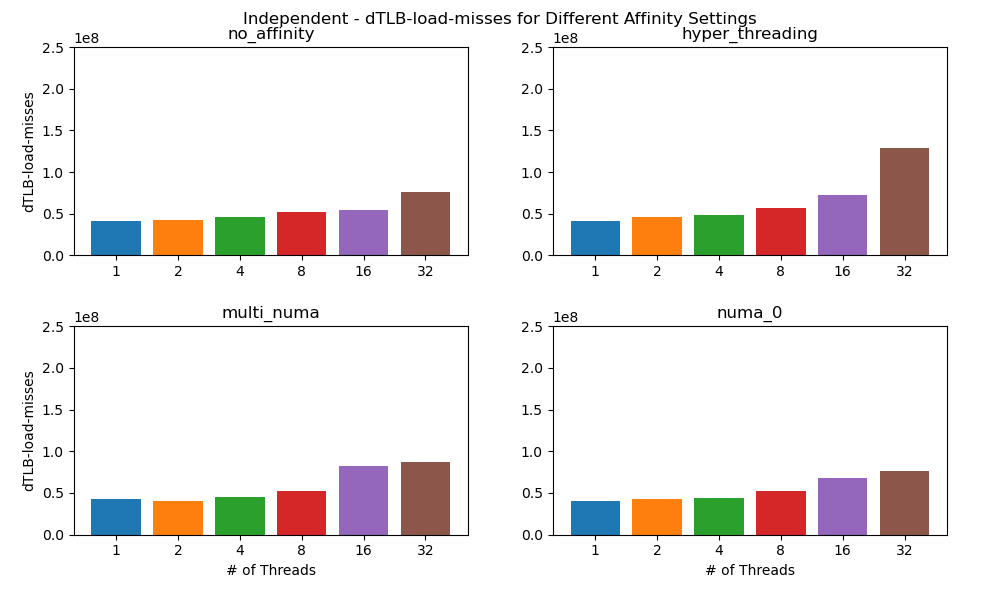 Independent - dTLB-load-misses for Different Affinity Settings
no_affinity
1e8
dTLB-load-misses
2.5
2.0
1.5
1.0
0.5
0.0
1 2 4 8 16 32
hyper_threading
1e8
2.5
2.0
1.5
1.0
0.5
0.0
1 2 4 8 16 32
multi_numa
1e8
dTLB-load-misses
2.5
2.0
1.5
1.0
0.5
0.0
1 2 4 8 16 32
# of Threads
numa_0
1e8
2.5
2.0
1.5
1.0
0.5
0.0
1 2 4 8 16 32
# of Threads